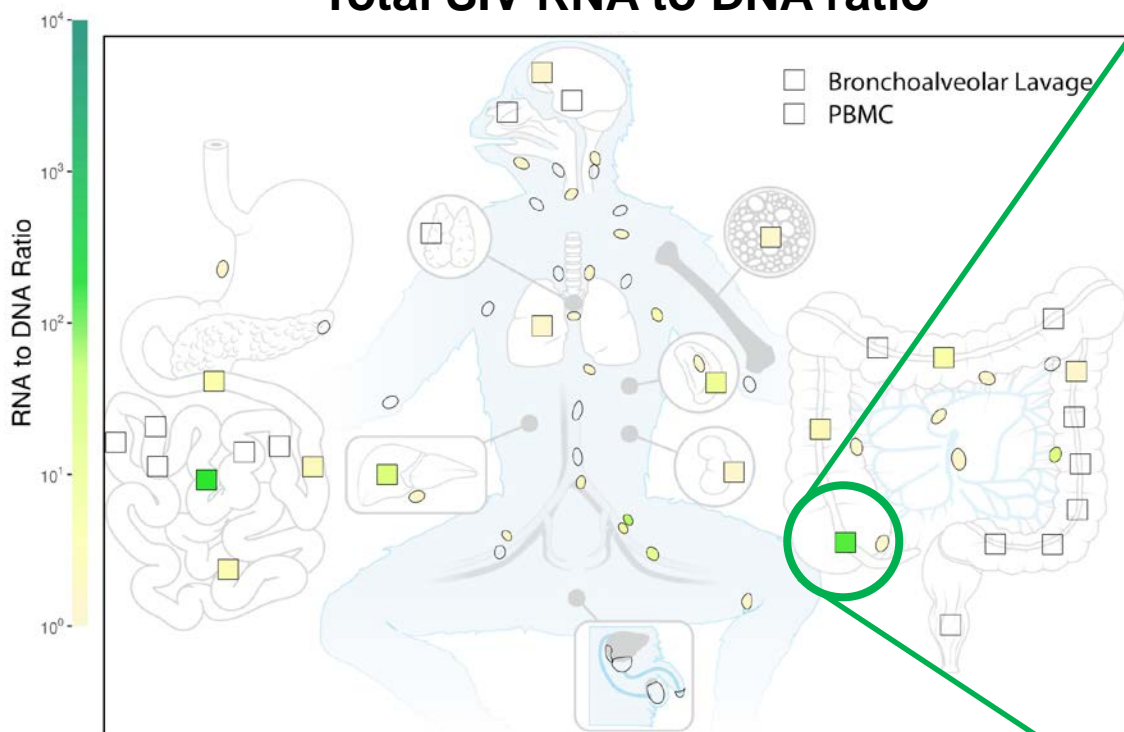 Total SIV RNA to DNA ratio
10⁴
10³
10²
10¹
10⁰
RNA to DNA Ratio
Bronchoalveolar Lavage
PBMC